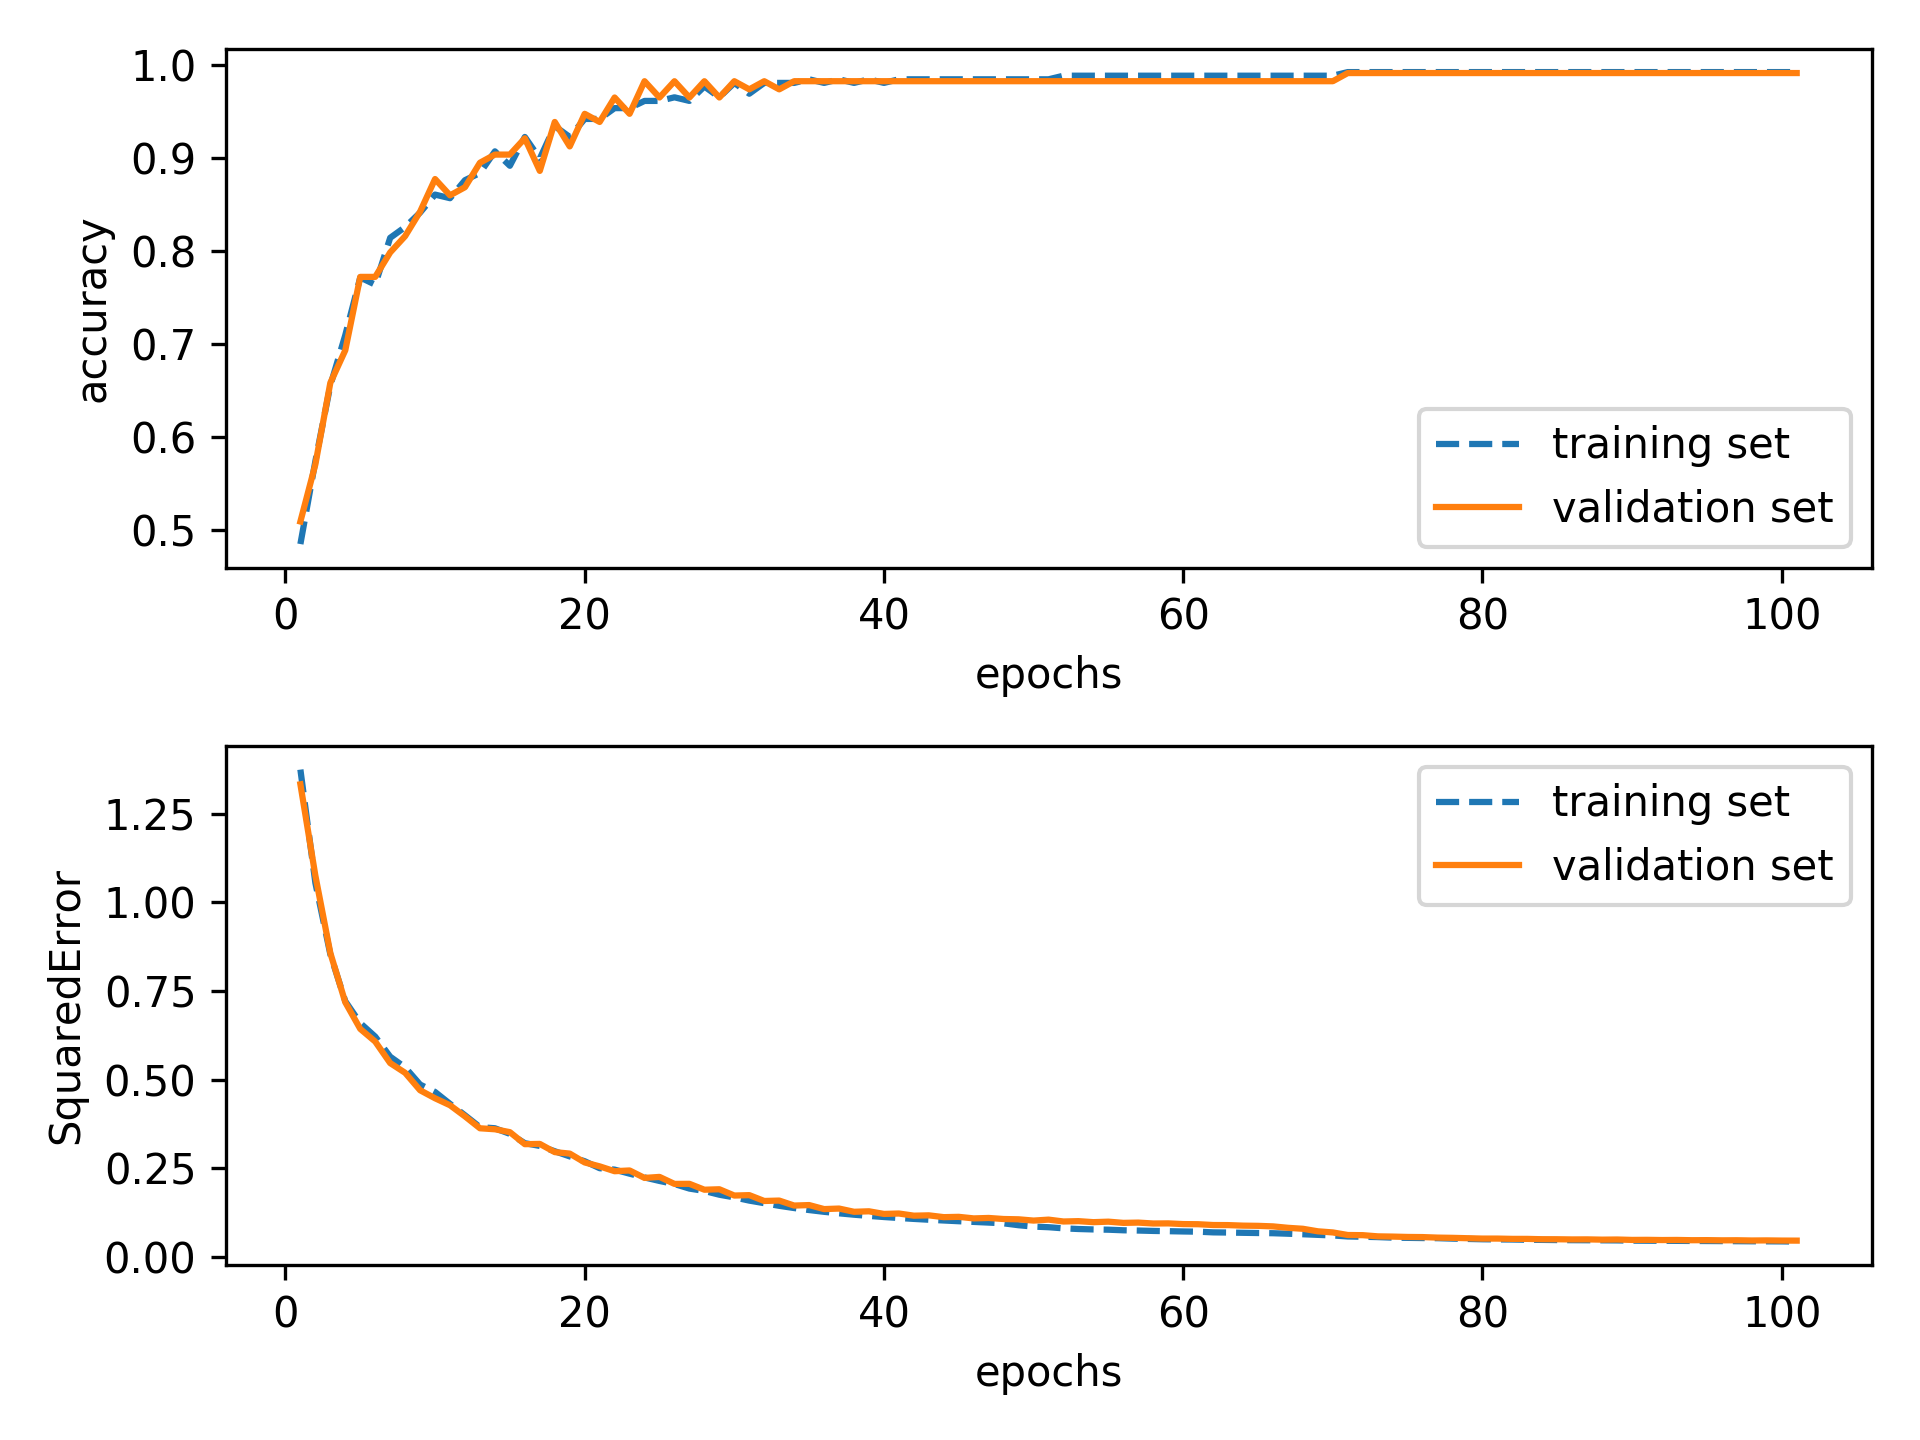 1.0
0.9
0.8
0.7
0.6
0.5
accuracy
training set
validation set
0 20 40 60 80 100
epochs
1.25
1.00
0.75
0.50
0.25
0.00
SquaredError
training set
validation set
0 20 40 60 80 100
epochs